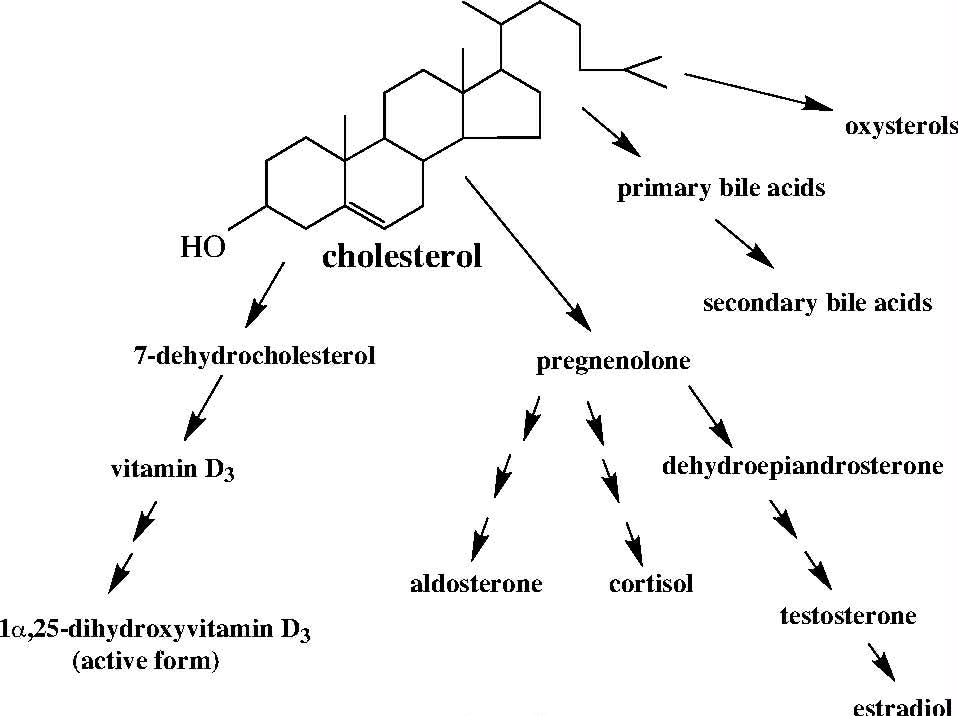 oxysterols
primary bile acids
HO
cholesterol
secondary bile acids
7-dehydrocholesterol
pregnenolone
vitamin D3
dehydroepiandrosterone
aldosterone
cortisol
testosterone
1α,25-dihydroxyvitamin D3
(active form)
estradiol